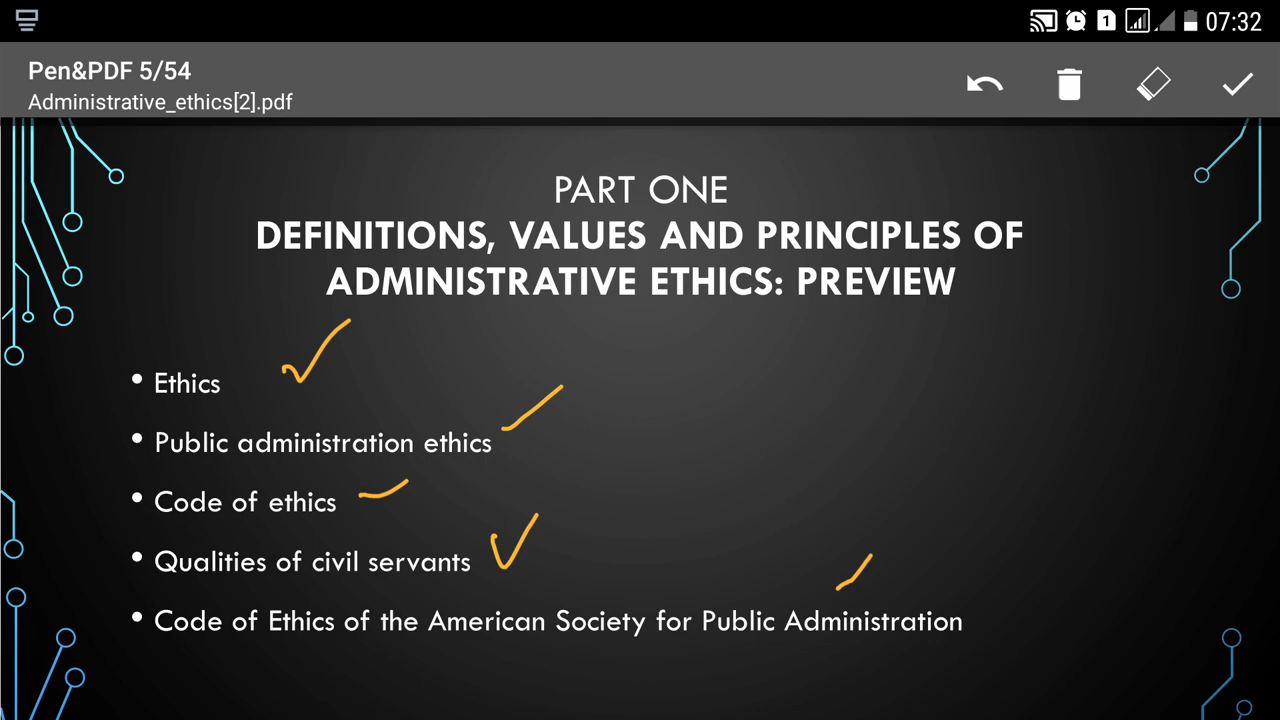 1
07:32
Pen&PDF 5/54
Administrative_ethics[2].pdf
PART ONE
DEFINITIONS, VALUES AND PRINCIPLES OF
ADMINISTRATIVE ETHICS: PREVIEW
• Ethics
• Public administration ethics
• Code of ethics
• Qualities of civil servants
• Code of Ethics of the American Society for Public Administration